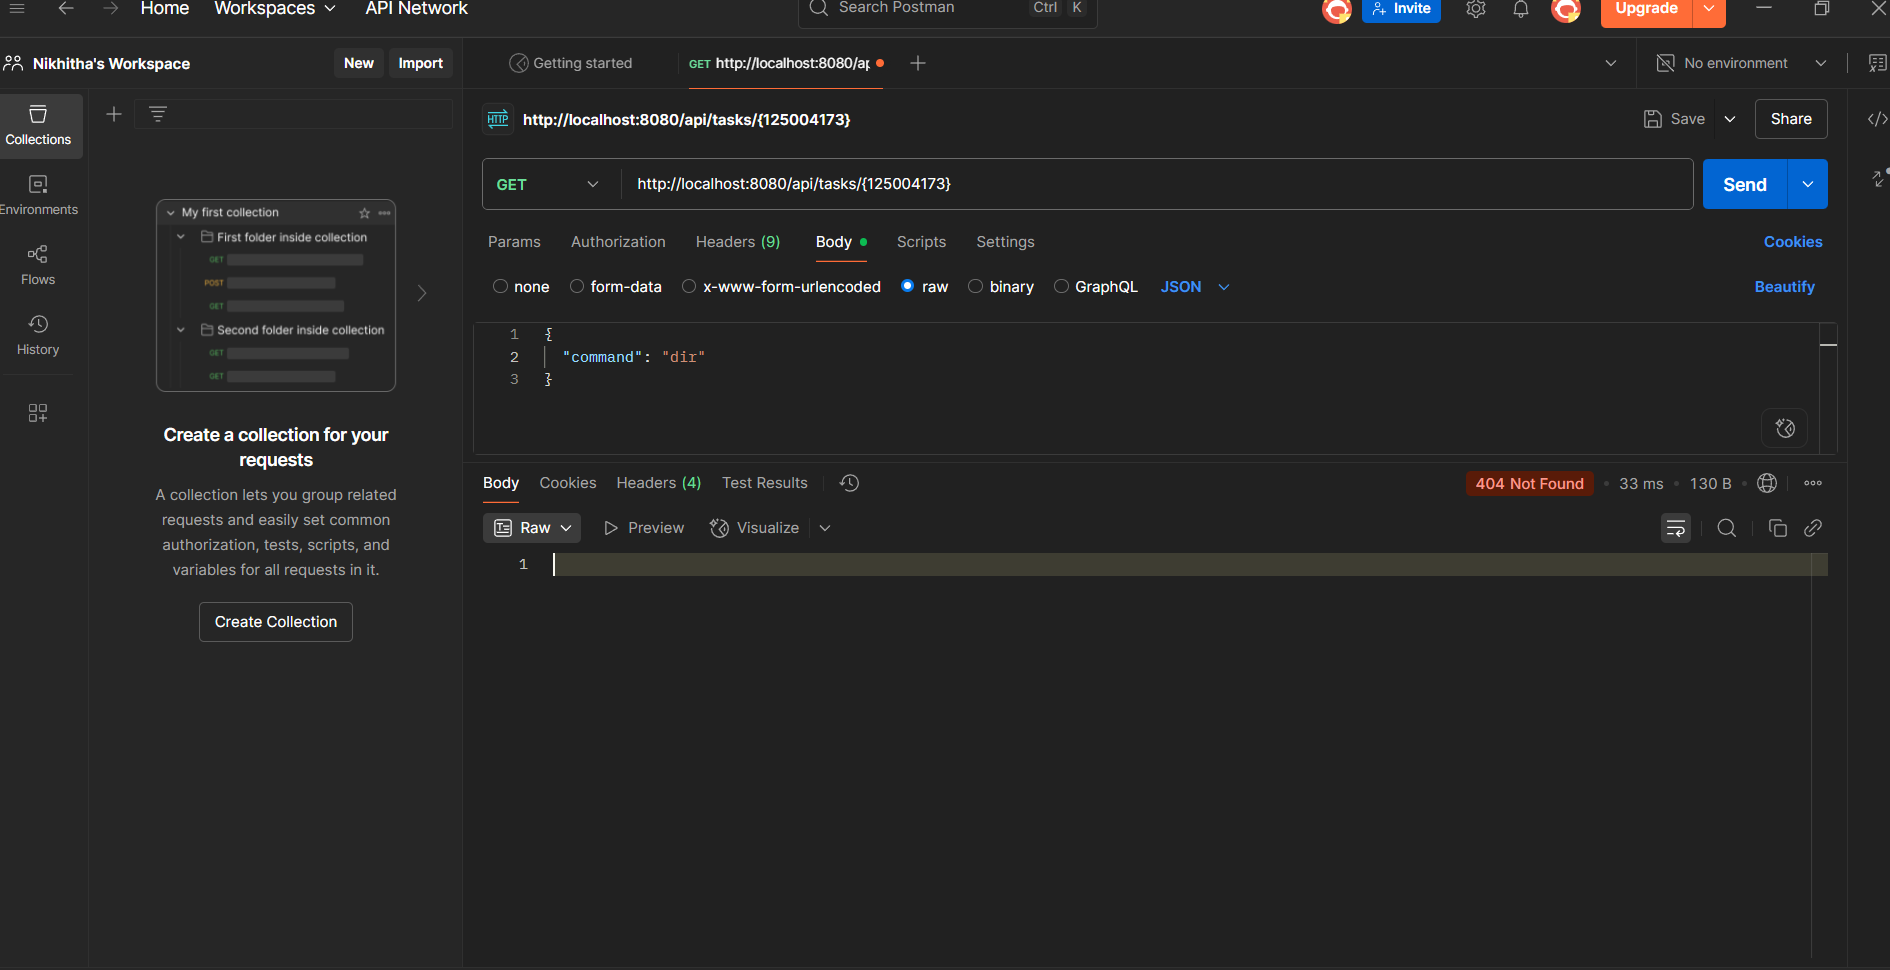 Home Workspaces API Network Search Postman Ctrl K Invite Upgrade
Nikhitha's Workspace New Import Getting started GET http://localhost:8080/ap No environment
Collections
Environments
Flows
History
My first collection
First folder inside collection
GET
POST
GET
Second folder inside collection
GET
GET
Create a collection for your
requests
A collection lets you group related
requests and easily set common
authorization, tests, scripts, and
variables for all requests in it.
Create Collection
HTTP http://localhost:8080/api/tasks/{125004173} Save Share
GET http://localhost:8080/api/tasks/{125004173} Send
Params Authorization Headers (9) Body Scripts Settings Cookies
none form-data x-www-form-urlencoded raw binary GraphQL JSON Beautify
1 {
2 "command": "dir"
3 }
Body Cookies Headers (4) Test Results 404 Not Found 33 ms 130 B
Raw Preview Visualize
1